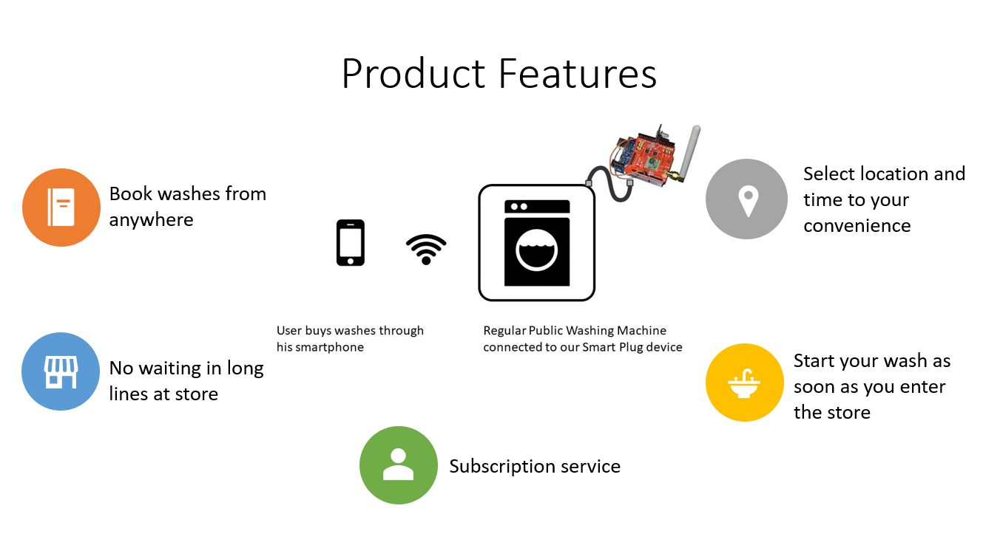 Product Features
Book washes from
anywhere
Select location and
time to your
convenience
User buys washes through
his smartphone
Regular Public Washing Machine
connected to our Smart Plug device
No waiting in long
lines at store
Start your wash as
soon as you enter
the store
Subscription service